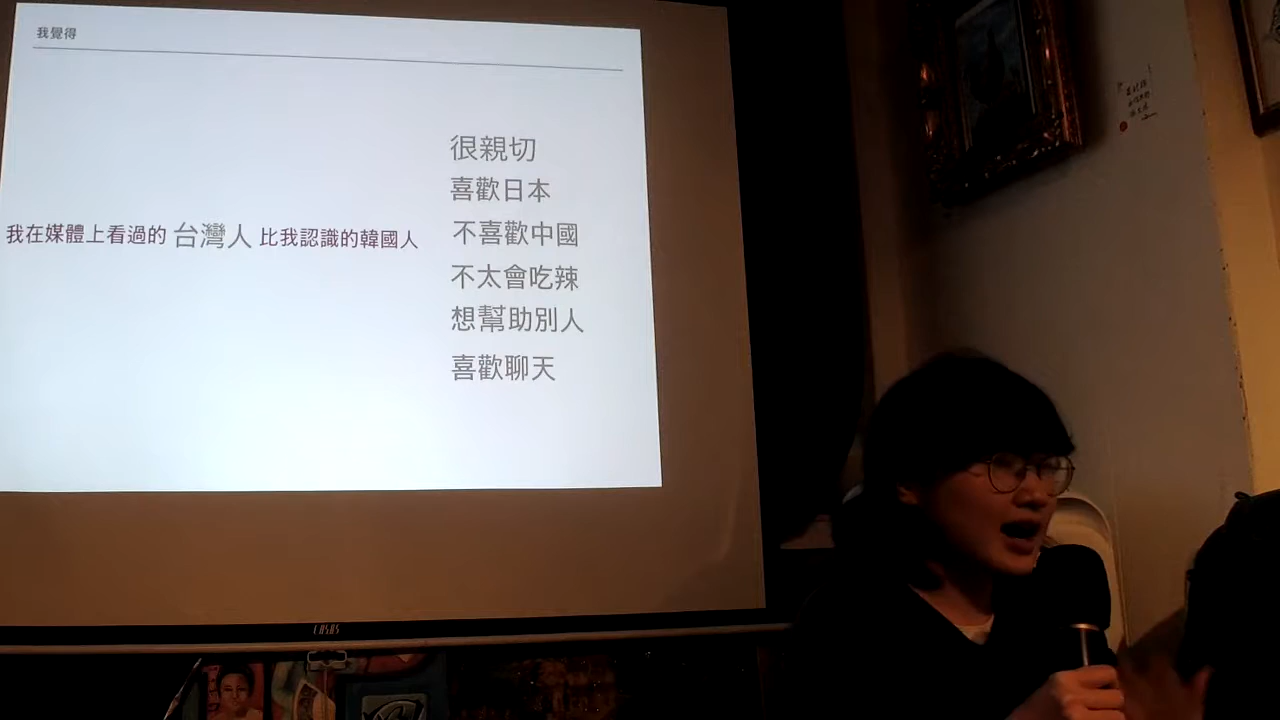 我覺得
我在媒體上看過的 台灣人 比我認識的韓國人
很親切
喜歡日本
不喜歡中國
不太會吃辣
想幫助別人
喜歡聊天